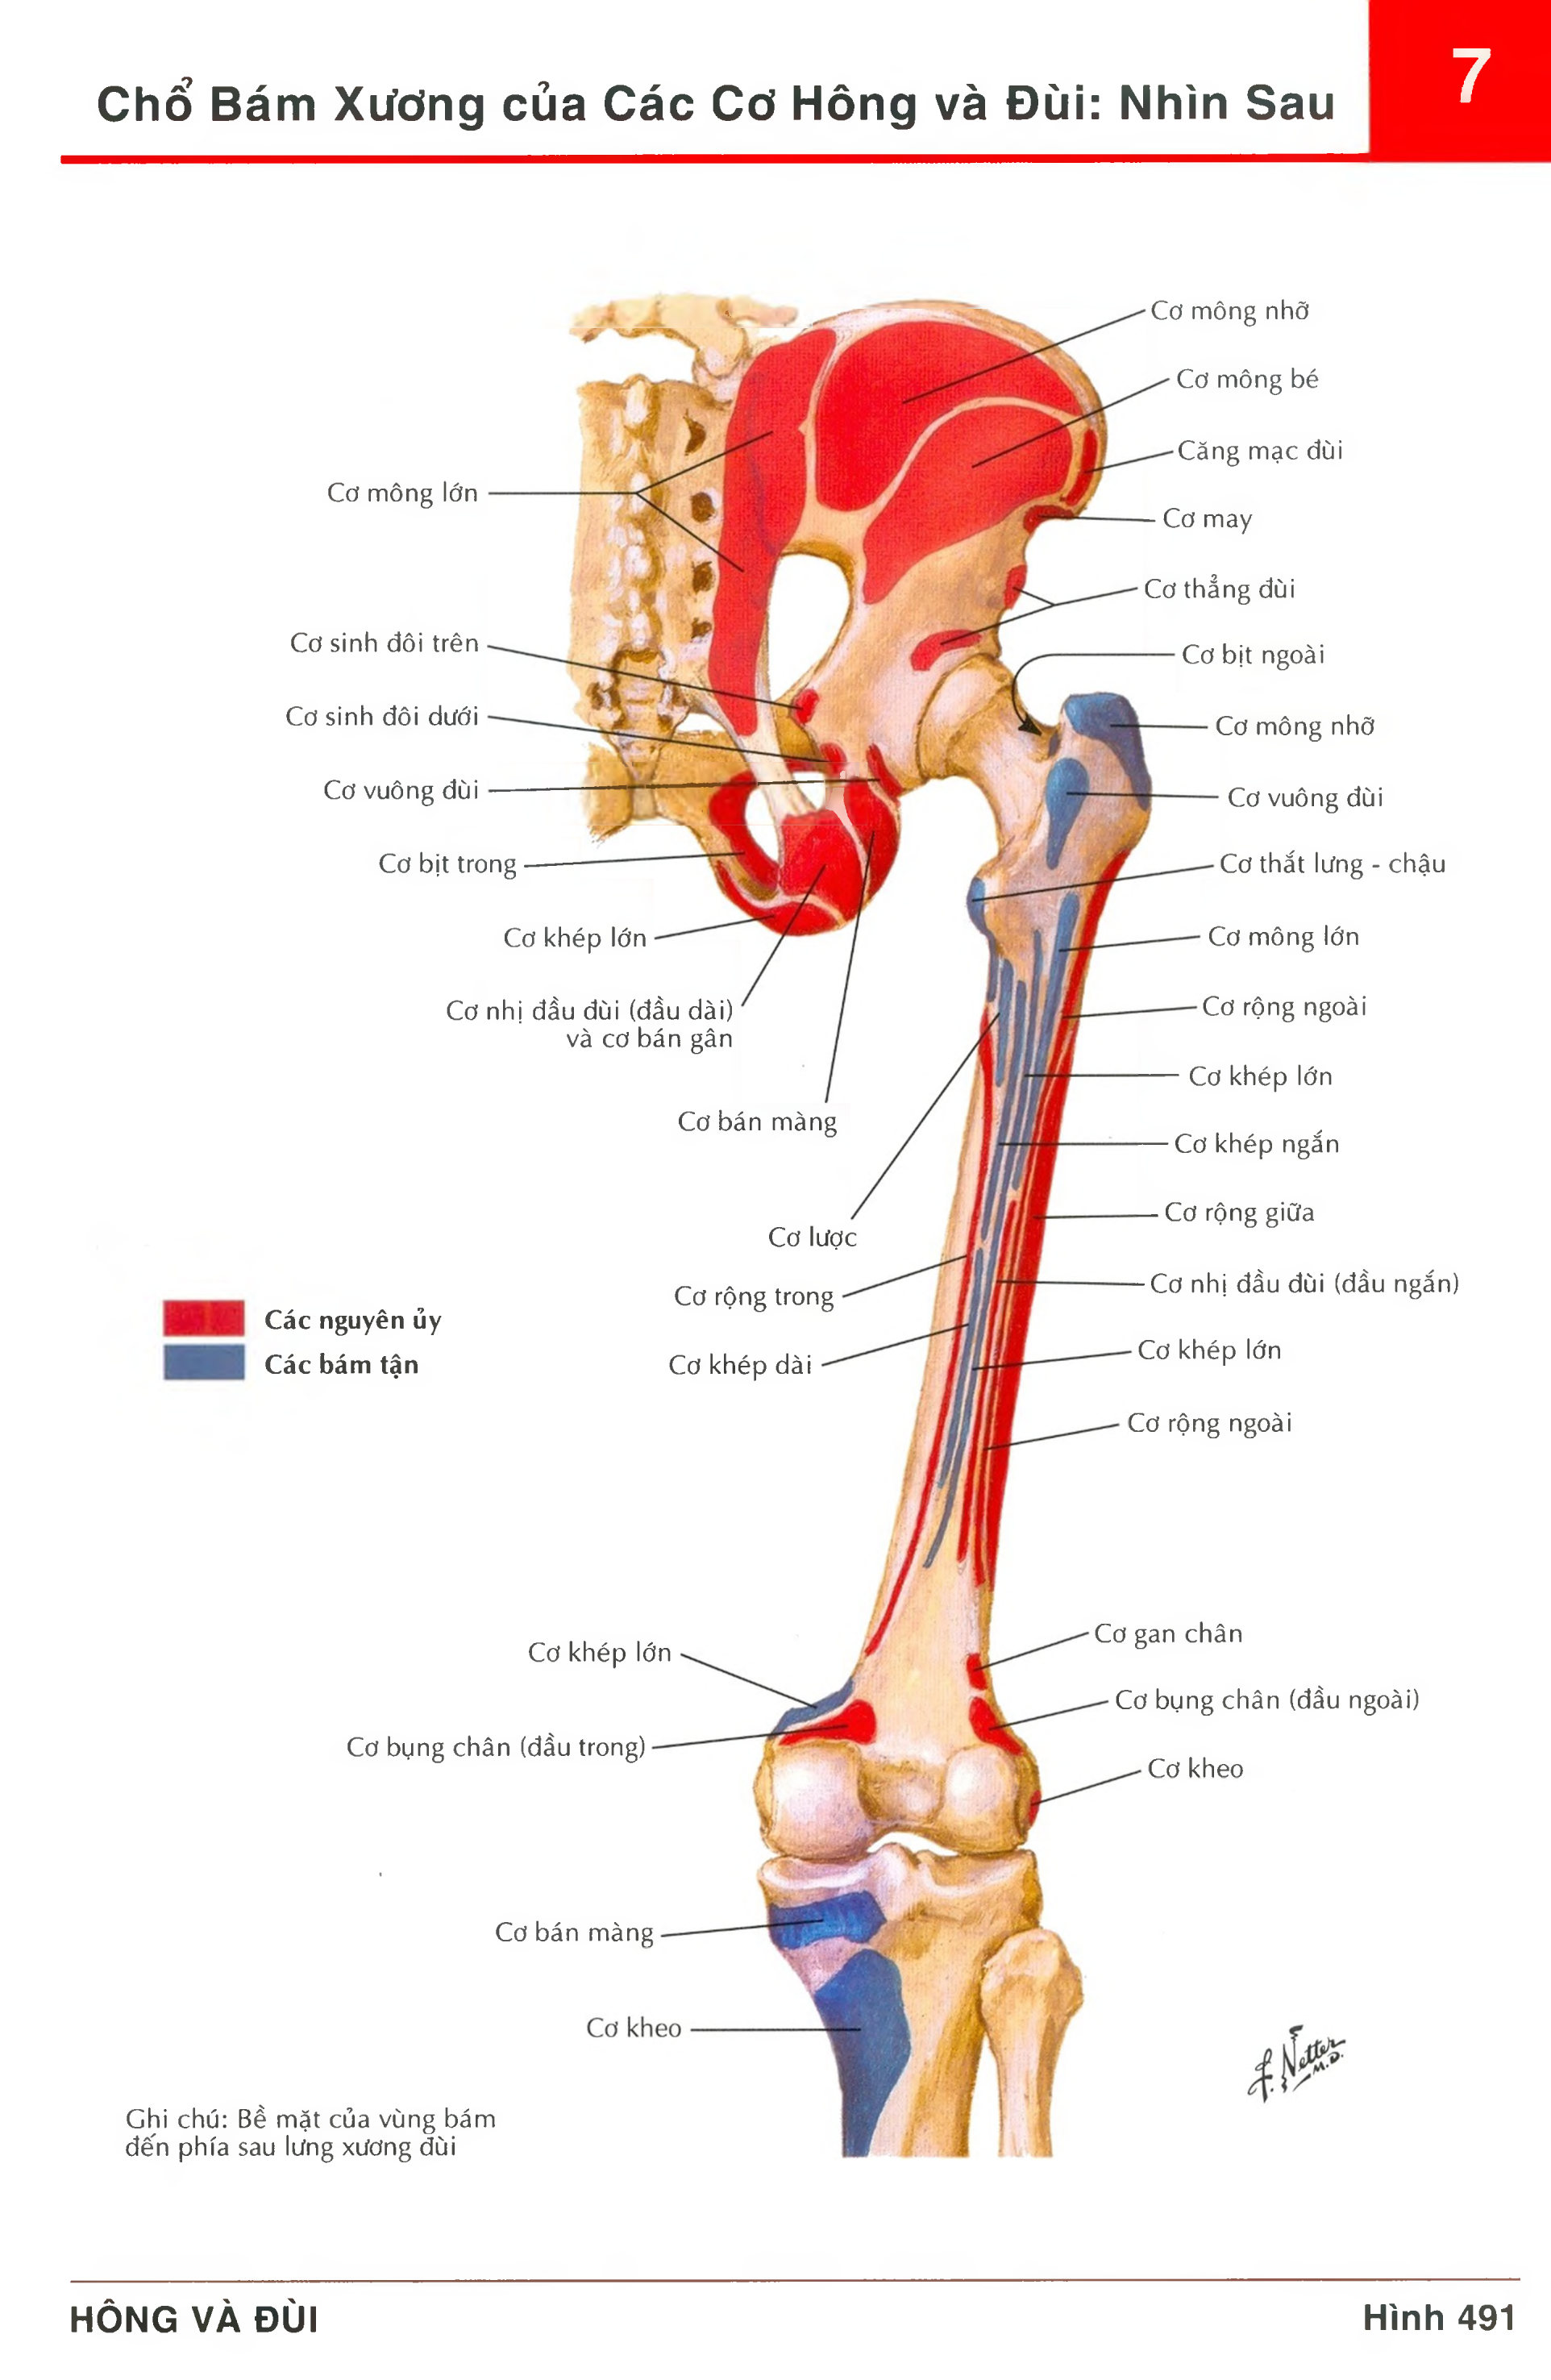 7
Chổ Bám Xương của Các Cơ Hông và Đùi: Nhìn Sau
Cơ mông nhỡ
Cơ mông bé
Căng mạc đùi
Cơ mông lớn
Cơ may
Cơ thẳng đùi
Cơ sinh đôi trên
Cơ bịt ngoài
Cơ sinh đôi dưới
Cơ mông nhỡ
Cơ vuông đùi
Cơ vuông đùi
Cơ bịt trong
Cơ thắt lưng - chậu
Cơ khép lớn
Cơ mông lớn
Cơ nhị đầu đùi (đầu dài)
và cơ bán gân
Cơ rộng ngoài
Cơ khép lớn
Cơ bán màng
Cơ khép ngắn
Cơ rộng giữa
Cơ lược
Cơ rộng trong
Cơ nhị đầu đùi (đầu ngắn)
Các nguyên ủy
Cơ khép lớn
Các bám tận
Cơ khép dài
Cơ rộng ngoài
Cơ gan chân
Cơ khép lớn
Cơ bụng chân (đầu ngoài)
Cơ bụng chân (đầu trong)
Cơ kheo
Cơ bán màng
Cơ kheo
F. Netter
M.D.
Ghi chú: Bề mặt của vùng bám
đến phía sau lưng xương đùi
HÔNG VÀ ĐÙI
Hình 491